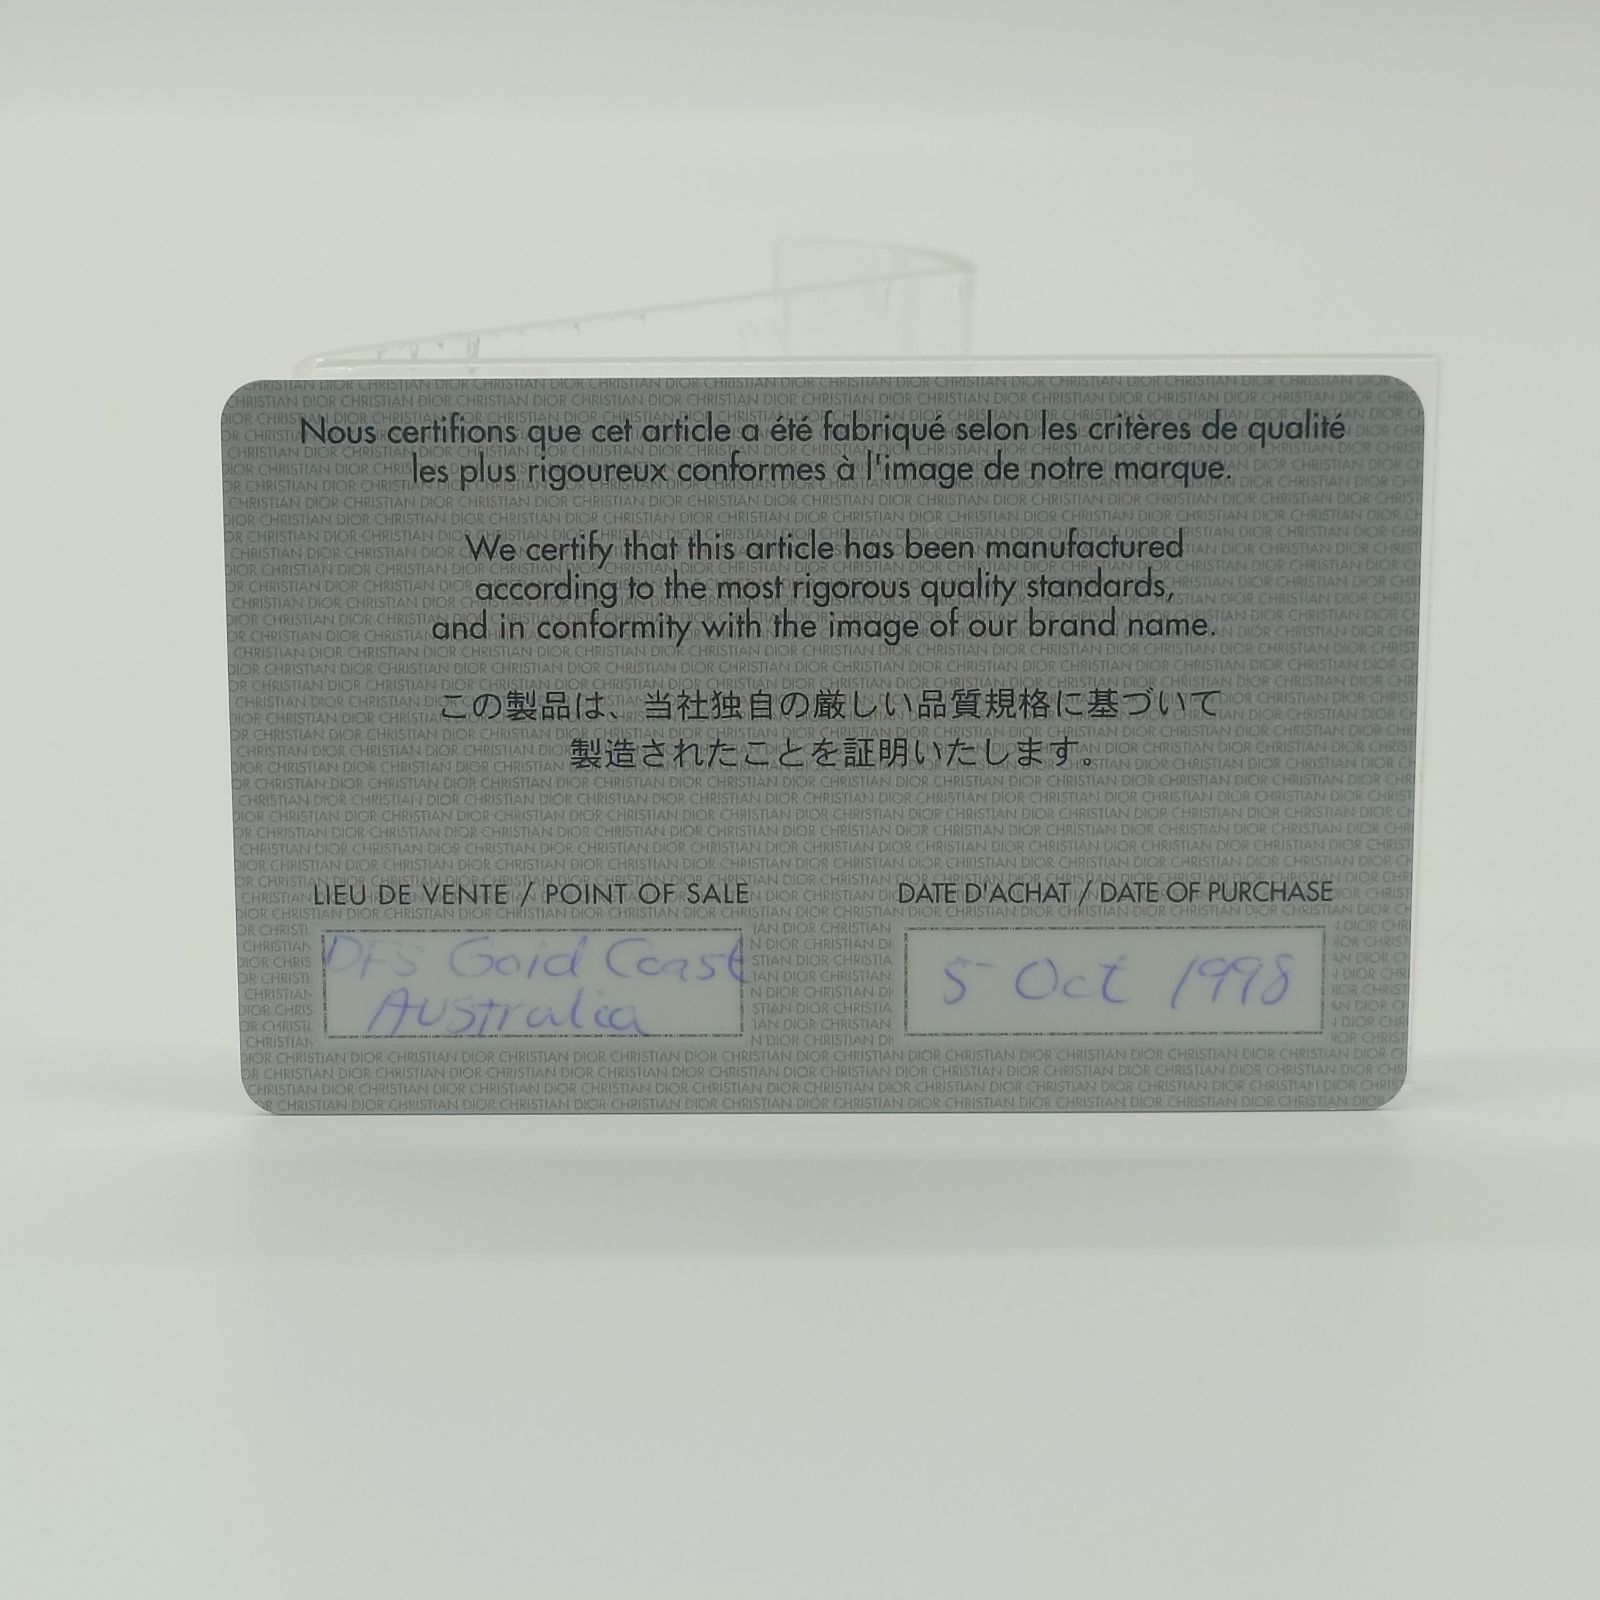 Nous certifions que cet article a été fabriqué selon les critères de qualité
les plus rigoureux conformes à l'image de notre marque.
We certify that this article has been manufactured
according to the most rigorous quality standards,
and in conformity with the image of our brand name.
この製品は、当社独自の厳しい品質規格に基づいて
製造されたことを証明いたします。
LIEU DE VENTE / POINT OF SALE
DFS Gold Coast
Australia
DATE D'ACHAT / DATE OF PURCHASE
5 Oct 1998